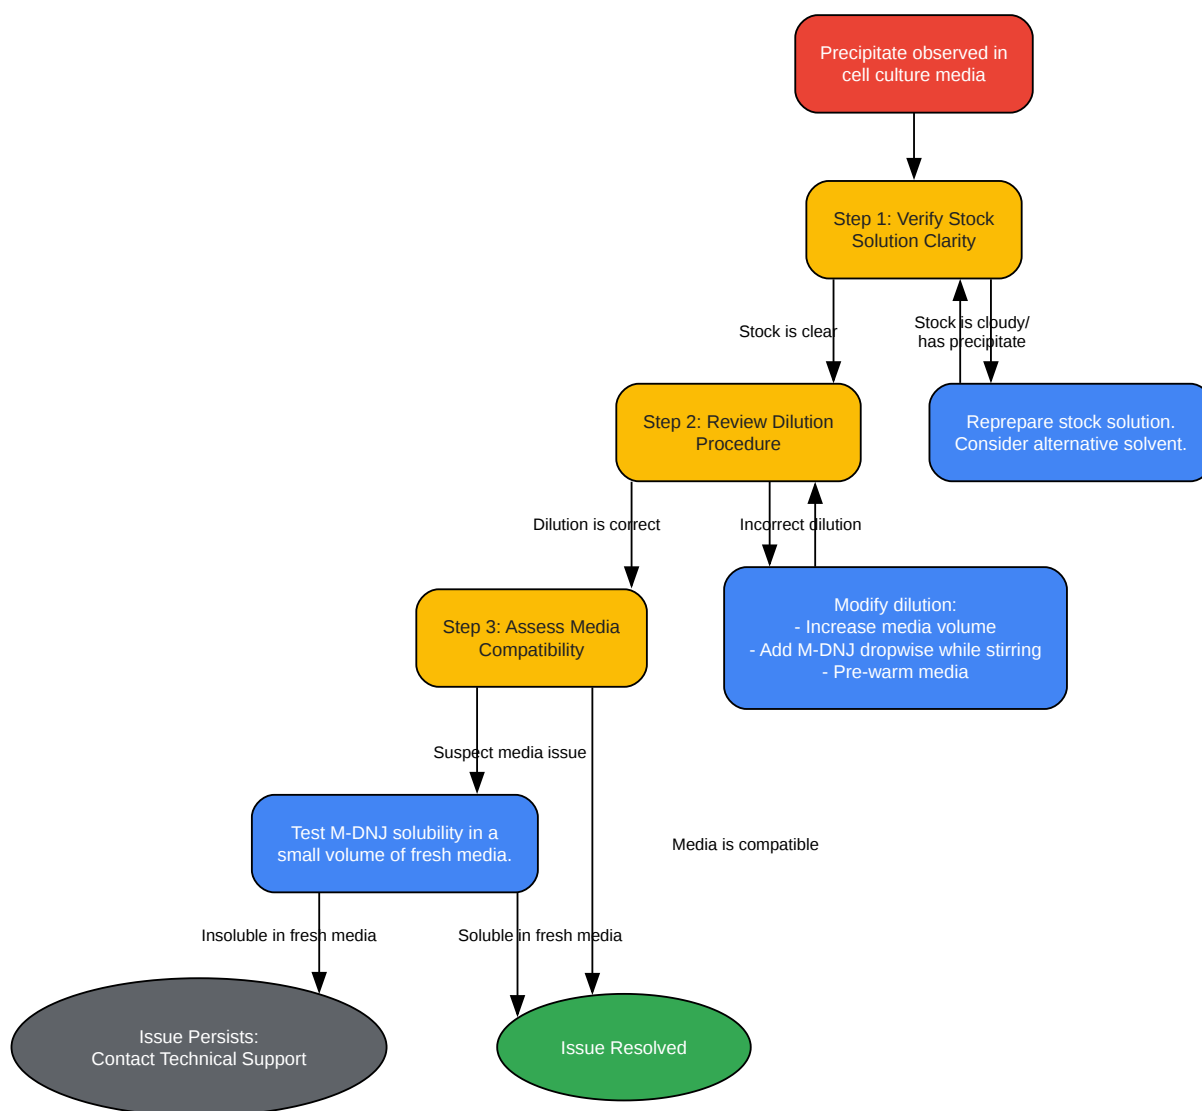 Precipitate observed in
cell culture media
Step 1: Verify Stock
Solution Clarity
Stock is clear
Stock is cloudy/
has precipitate
Step 2: Review Dilution
Procedure
Reprepare stock solution.
Consider alternative solvent.
Dilution is correct
Incorrect dilution
Step 3: Assess Media
Compatibility
Modify dilution:
- Increase media volume
- Add M-DNJ dropwise while stirring
- Pre-warm media
Suspect media issue
Media is compatible
Test M-DNJ solubility in a
small volume of fresh media.
Insoluble in fresh media
Soluble in fresh media
Issue Persists:
Contact Technical Support
Issue Resolved